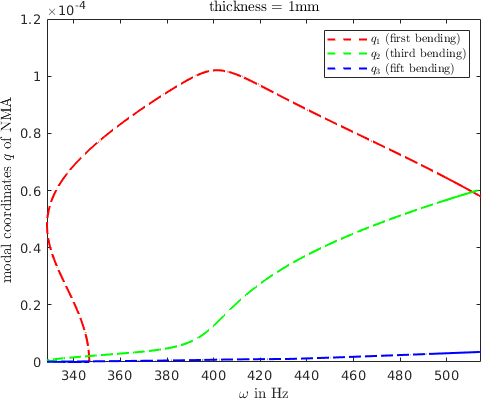 thickness = 1mm
×10⁻⁴
1.2
1
0.8
0.6
0.4
0.2
0
modal coordinates q of NMA
q₁ (first bending)
q₂ (third bending)
q₃ (fift bending)
340 360 380 400 420 440 460 480 500
ω in Hz